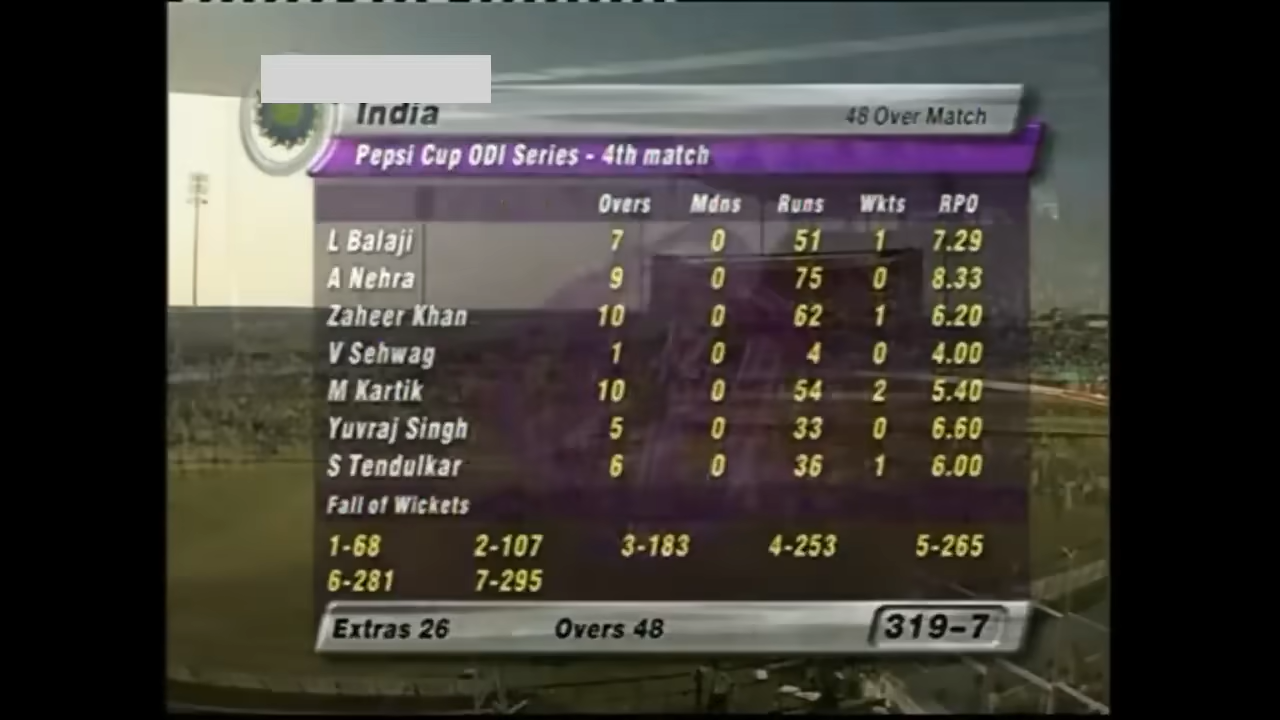 India 48 Over Match
Pepsi Cup ODI Series - 4th match
Overs Mdns Runs Wkts RPO
L Balaji 7 0 51 1 7.29
A Nehra 9 0 75 0 8.33
Zaheer Khan 10 0 62 1 6.20
V Sehwag 1 0 4 0 4.00
M Kartik 10 0 54 2 5.40
Yuvraj Singh 5 0 33 0 6.60
S Tendulkar 6 0 36 1 6.00
Fall of Wickets
1-68 2-107 3-183 4-253 5-265
6-281 7-295
Extras 26 Overs 48 319-7